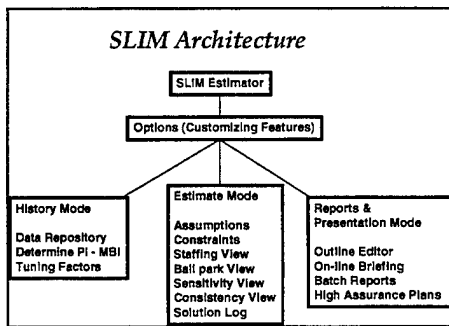 SLIM Architecture
SLIM Estimator
Options (Customizing Features)
History Mode
Data Repository
Determine PI - MBI
Tuning Factors
Estimate Mode
Assumptions
Constraints
Staffing View
Ball park View
Sensitivity View
Consistency View
Solution Log
Reports &
Presentation Mode
Outline Editor
On-line Briefing
Batch Reports
High Assurance Plans